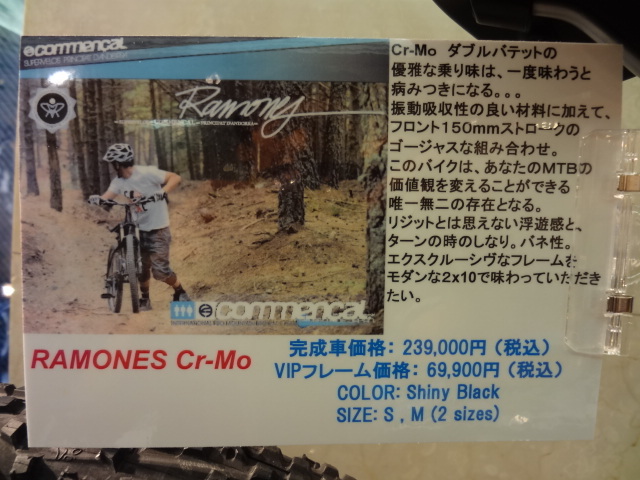 commencal
SUPERVELOS PRINCIPAT D'ANDORRA
Ramones
PRINCIPAT D'ANDORRA
commencal
Cr-Mo ダブルバテットの
優雅な乗り味は、一度味わうと
病みつきになる。。。
振動吸収性の良い材料に加えて、
フロント150mmストロークの
ゴージャスな組み合わせ。
このバイクは、あなたのMTBの
価値観を変えることができる
唯一無二の存在となる。
リジットとは思えない浮遊感と、
ターンの時のしなり。バネ性。
エクスクルーシヴなフレームを
モダンな2x10で味わっていただき
たい。
RAMONES Cr-Mo
完成車価格: 239,000円（税込）
VIPフレーム価格: 69,900円（税込）
COLOR: Shiny Black
SIZE: S , M (2 sizes)